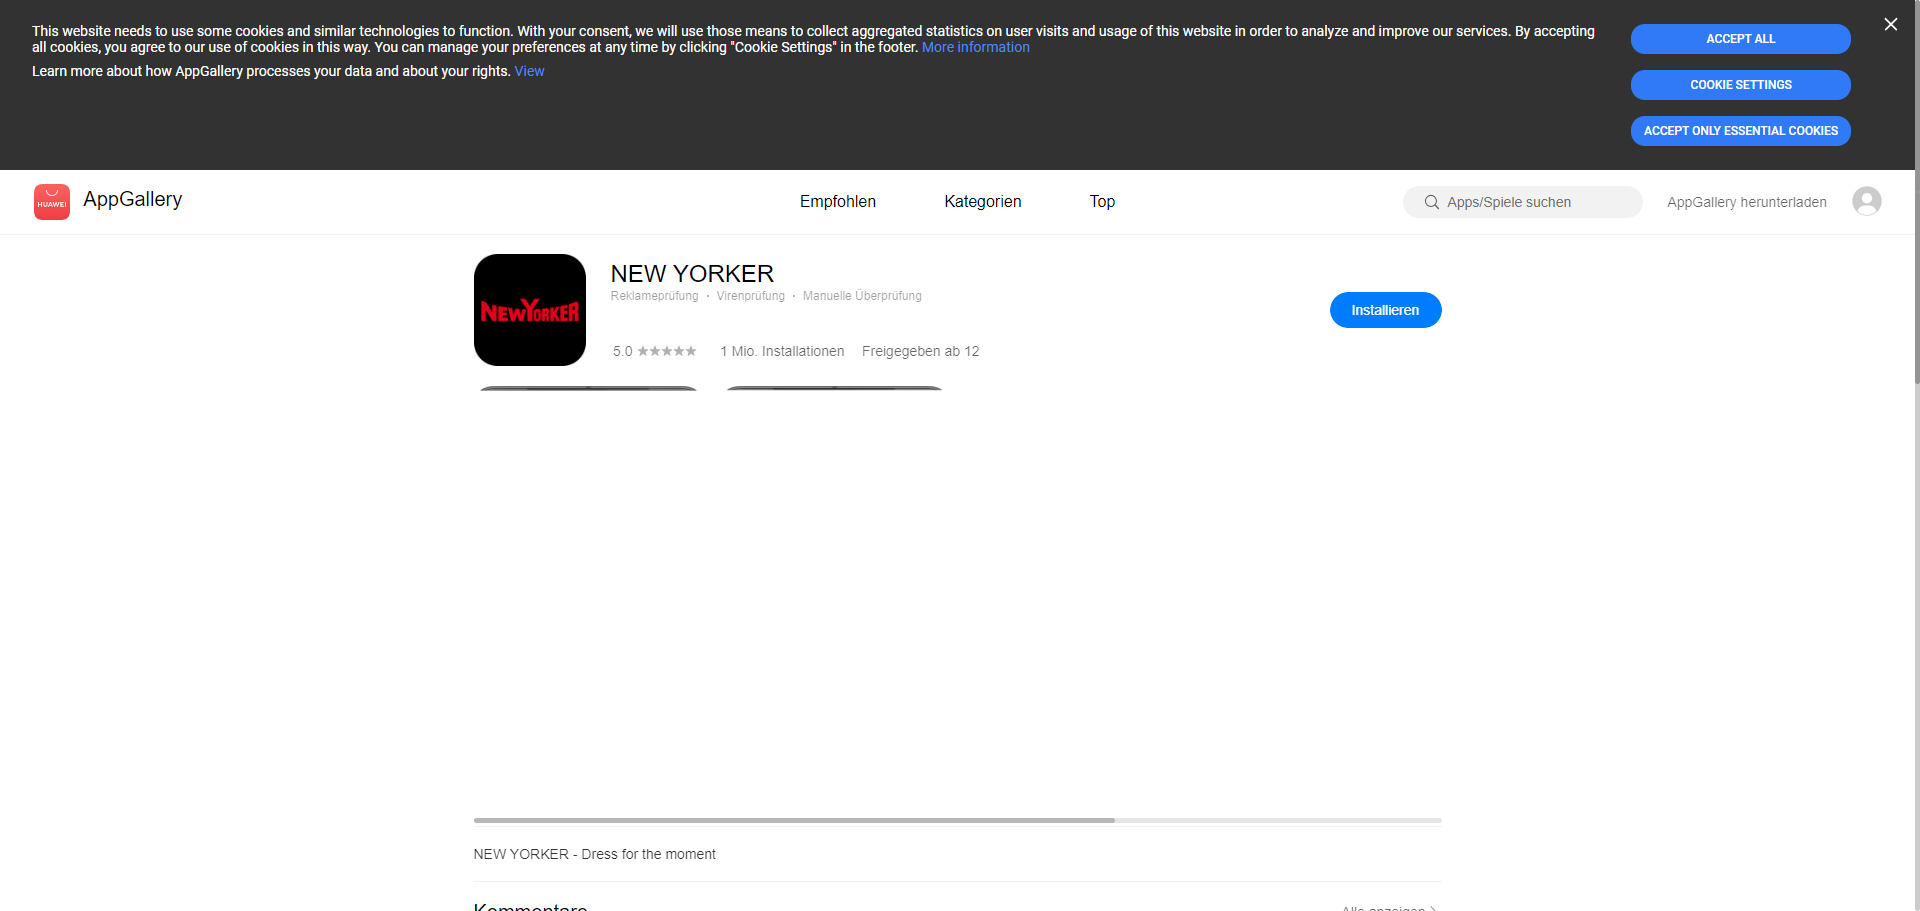 This website needs to use some cookies and similar technologies to function. With your consent, we will use those means to collect aggregated statistics on user visits and usage of this website in order to analyze and improve our services. By accepting
all cookies, you agree to our use of cookies in this way. You can manage your preferences at any time by clicking "Cookie Settings" in the footer. More information
Learn more about how AppGallery processes your data and about your rights. View
ACCEPT ALL
COOKIE SETTINGS
ACCEPT ONLY ESSENTIAL COOKIES
HUAWEI
AppGallery
Empfohlen
Kategorien
Top
Apps/Spiele suchen
AppGallery herunterladen
NEW YORKER
NEW YORKER
Reklameprüfung · Virenprüfung · Manuelle Überprüfung
Installieren
5.0
1 Mio. Installationen
Freigegeben ab 12
NEW YORKER - Dress for the moment
Kommentare
Alle anzeigen